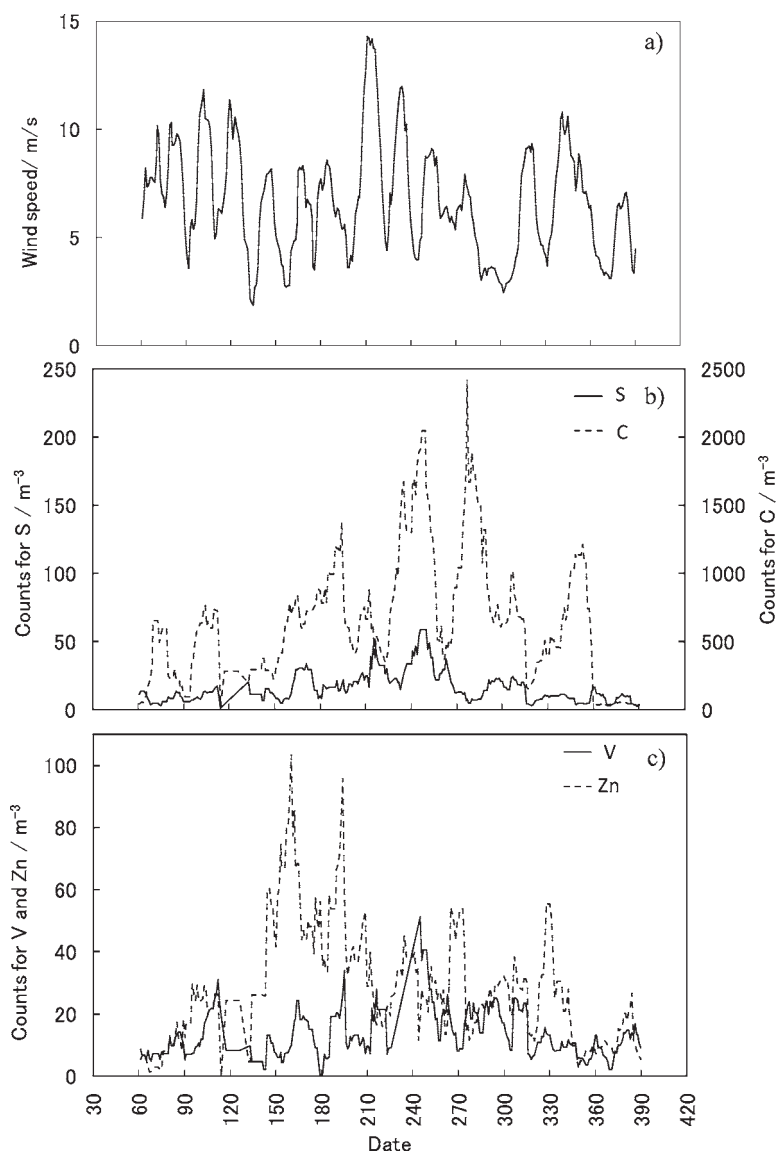 a)
15
10
5
0
Wind speed/ m/s
b)
S
C
250
200
150
100
50
0
Counts for S / m⁻³
2500
2000
1500
1000
500
0
Counts for C / m⁻³
c)
V
Zn
100
80
60
40
20
0
Counts for V and Zn / m⁻³
30 60 90 120 150 180 210 240 270 300 330 360 390 420
Date